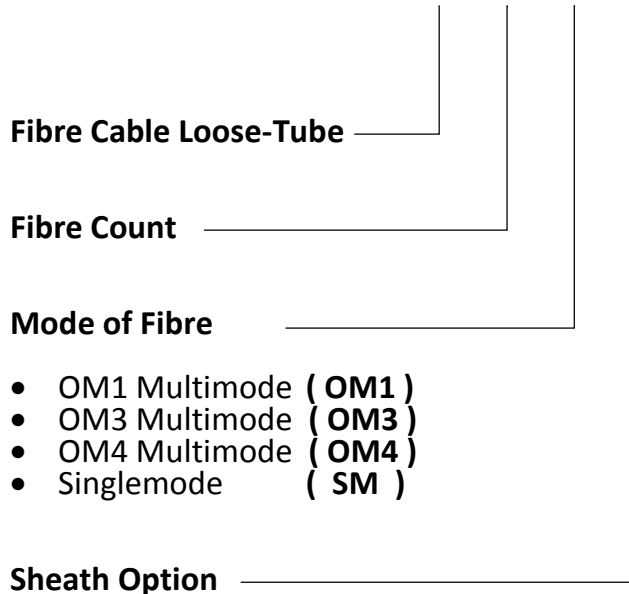 Fibre Cable Loose-Tube
Fibre Count
Mode of Fibre
• OM1 Multimode ( OM1 )
• OM3 Multimode ( OM3 )
• OM4 Multimode ( OM4 )
• Singlemode ( SM )
Sheath Option